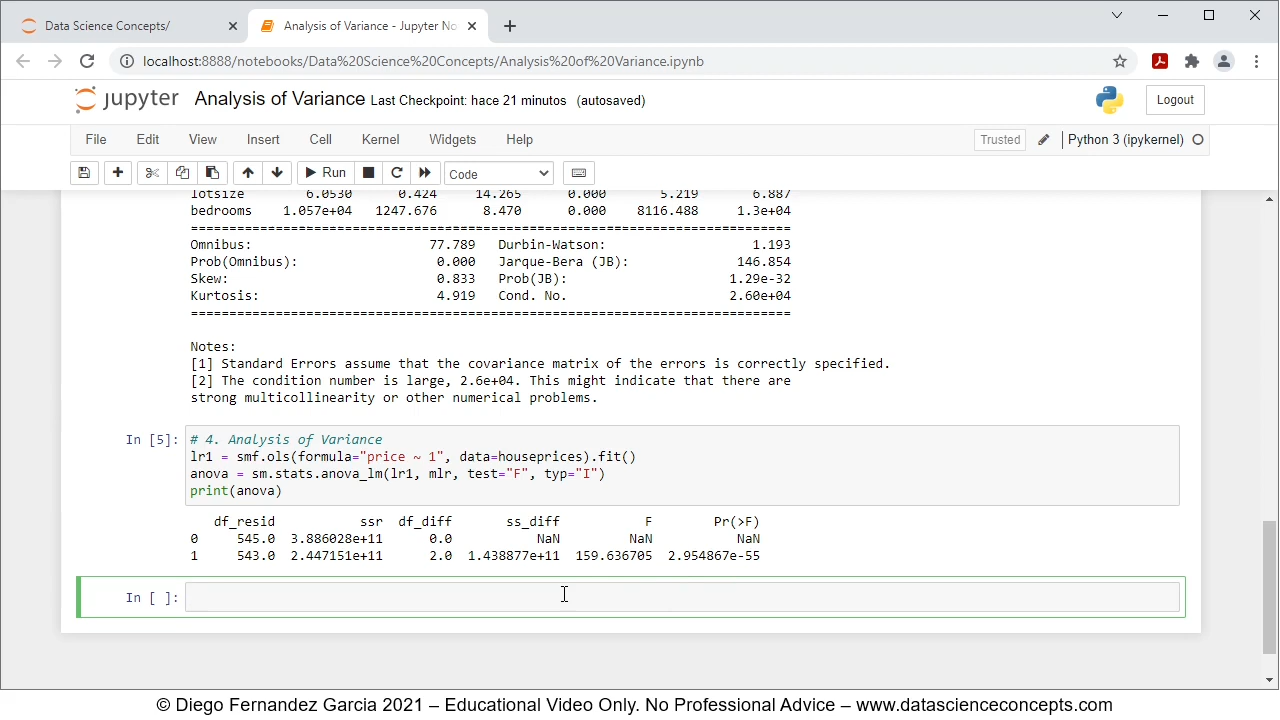 Data Science Concepts/
Analysis of Variance - Jupyter No
localhost:8888/notebooks/Data%20Science%20Concepts/Analysis%20of%20Variance.ipynb
jupyter Analysis of Variance Last Checkpoint: hace 21 minutos (autosaved)
Logout
File Edit View Insert Cell Kernel Widgets Help
Trusted Python 3 (ipykernel)
Run Code
lotsize 6.0530 0.424 14.265 0.000 5.219 6.887
bedrooms 1.057e+04 1247.676 8.470 0.000 8116.488 1.3e+04
==============================================================================
Omnibus: 77.789 Durbin-Watson: 1.193
Prob(Omnibus): 0.000 Jarque-Bera (JB): 146.854
Skew: 0.833 Prob(JB): 1.29e-32
Kurtosis: 4.919 Cond. No. 2.60e+04
==============================================================================
Notes:
[1] Standard Errors assume that the covariance matrix of the errors is correctly specified.
[2] The condition number is large, 2.6e+04. This might indicate that there are
strong multicollinearity or other numerical problems.
In [5]: # 4. Analysis of Variance
lr1 = smf.ols(formula="price ~ 1", data=houseprices).fit()
anova = sm.stats.anova_lm(lr1, mlr, test="F", typ="I")
print(anova)
df_resid ssr df_diff ss_diff F Pr(>F)
0 545.0 3.886028e+11 0.0 NaN NaN NaN
1 543.0 2.447151e+11 2.0 1.438877e+11 159.636705 2.954867e-55
In [ ]:
© Diego Fernandez Garcia 2021 – Educational Video Only. No Professional Advice – www.datascienceconcepts.com